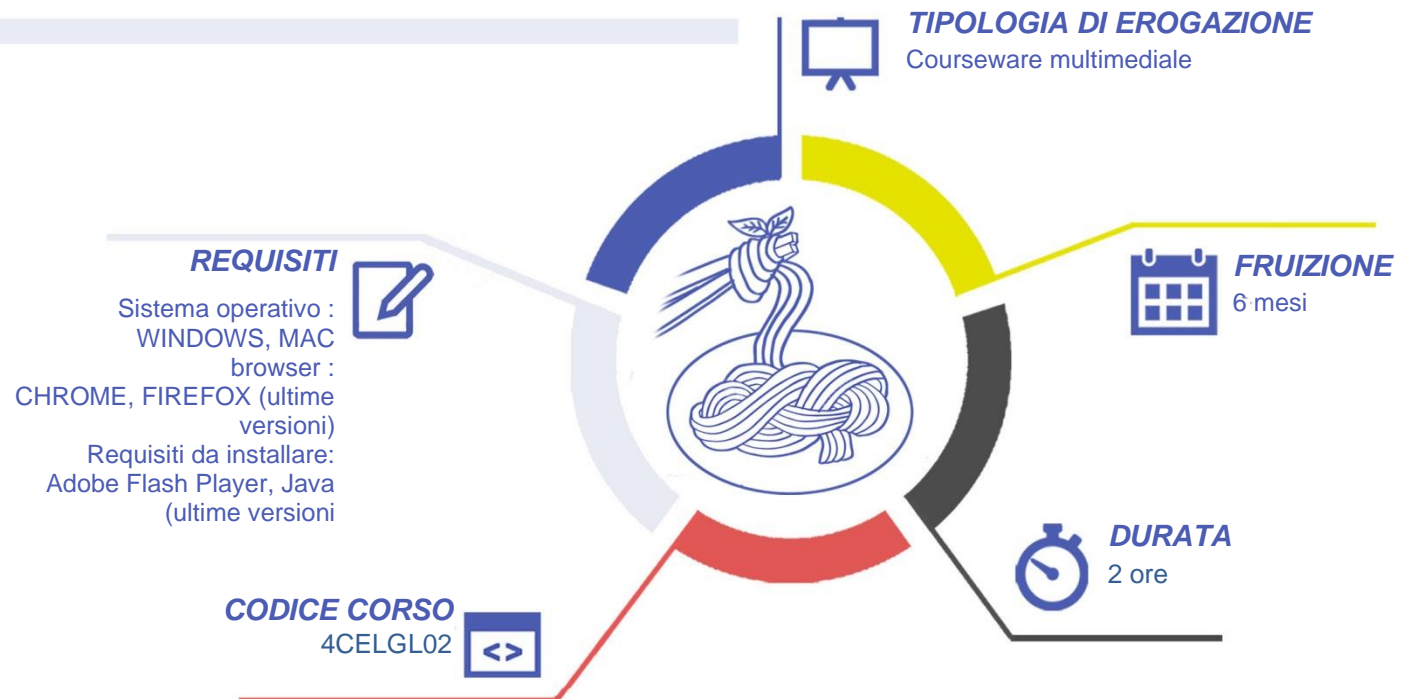 TIPOLOGIA DI EROGAZIONE
Courseware multimediale
REQUISITI
Sistema operativo :
WINDOWS, MAC
browser :
CHROME, FIREFOX (ultime
versioni)
Requisiti da installare:
Adobe Flash Player, Java
(ultime versioni
FRUIZIONE
6 mesi
DURATA
2 ore
CODICE CORSO
4CELGL02
<>